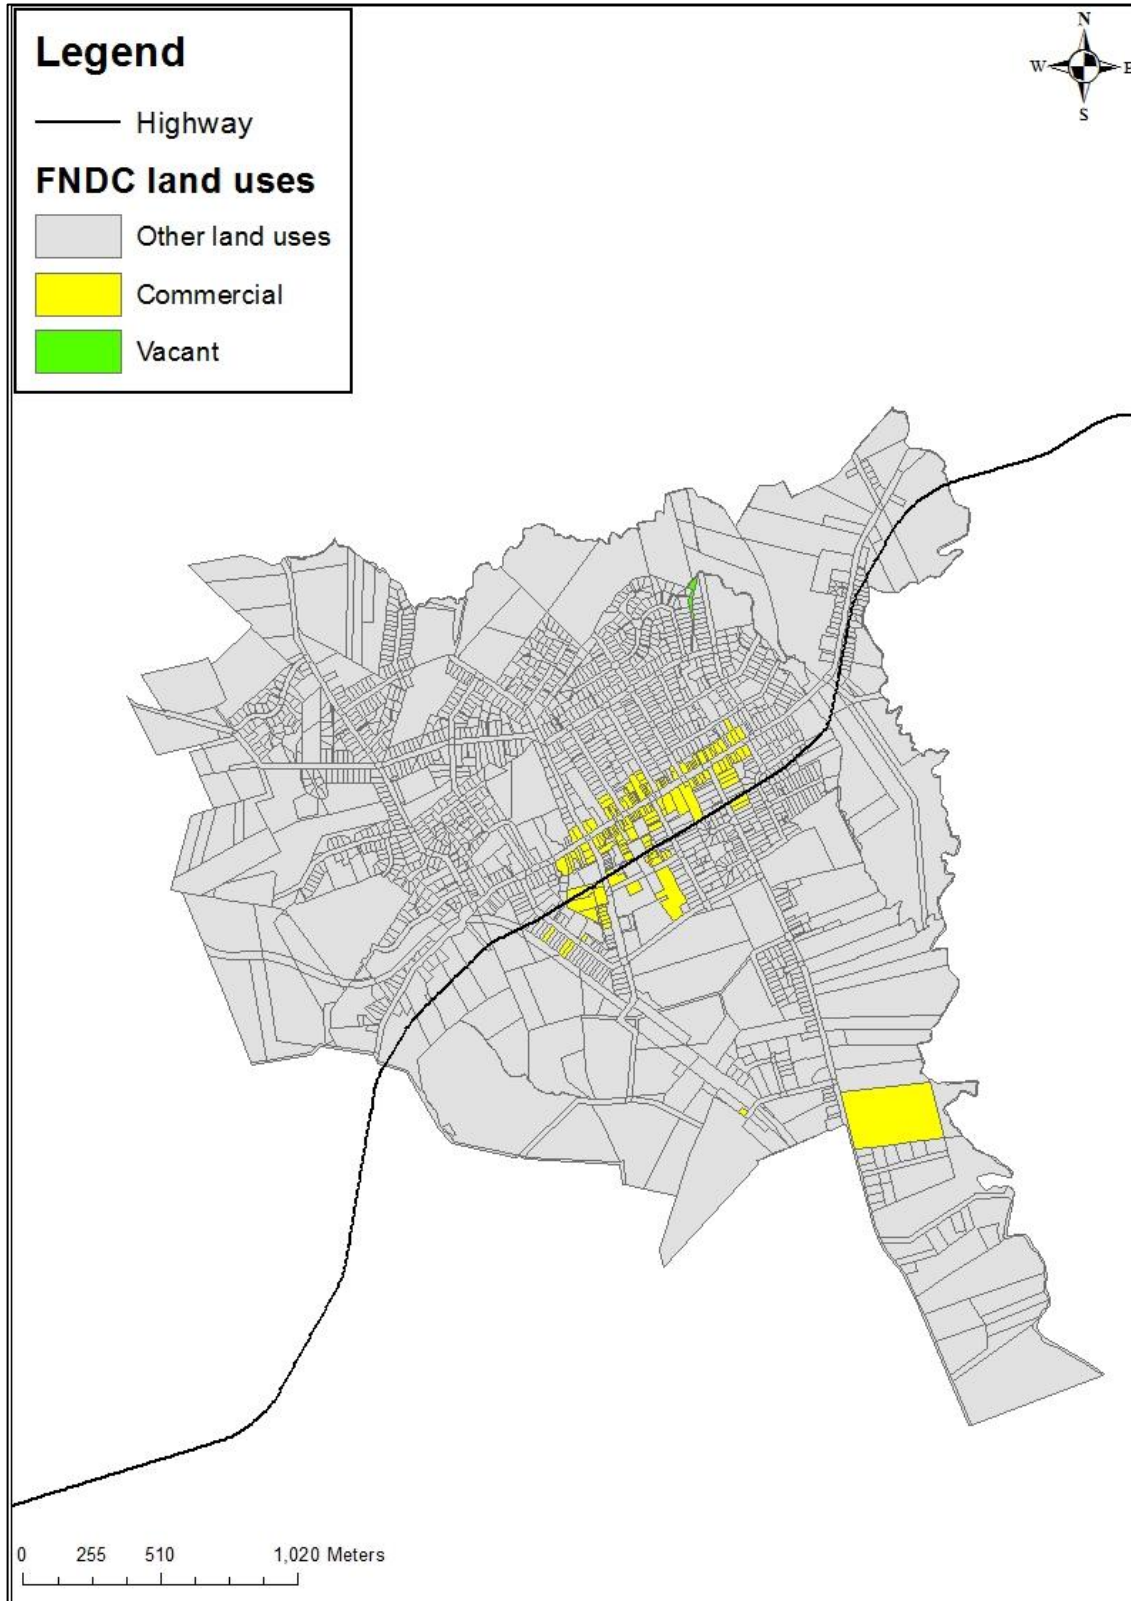 Legend
Highway
FNDC land uses
Other land uses
Commercial
Vacant
N
W E
S
0 255 510 1,020 Meters